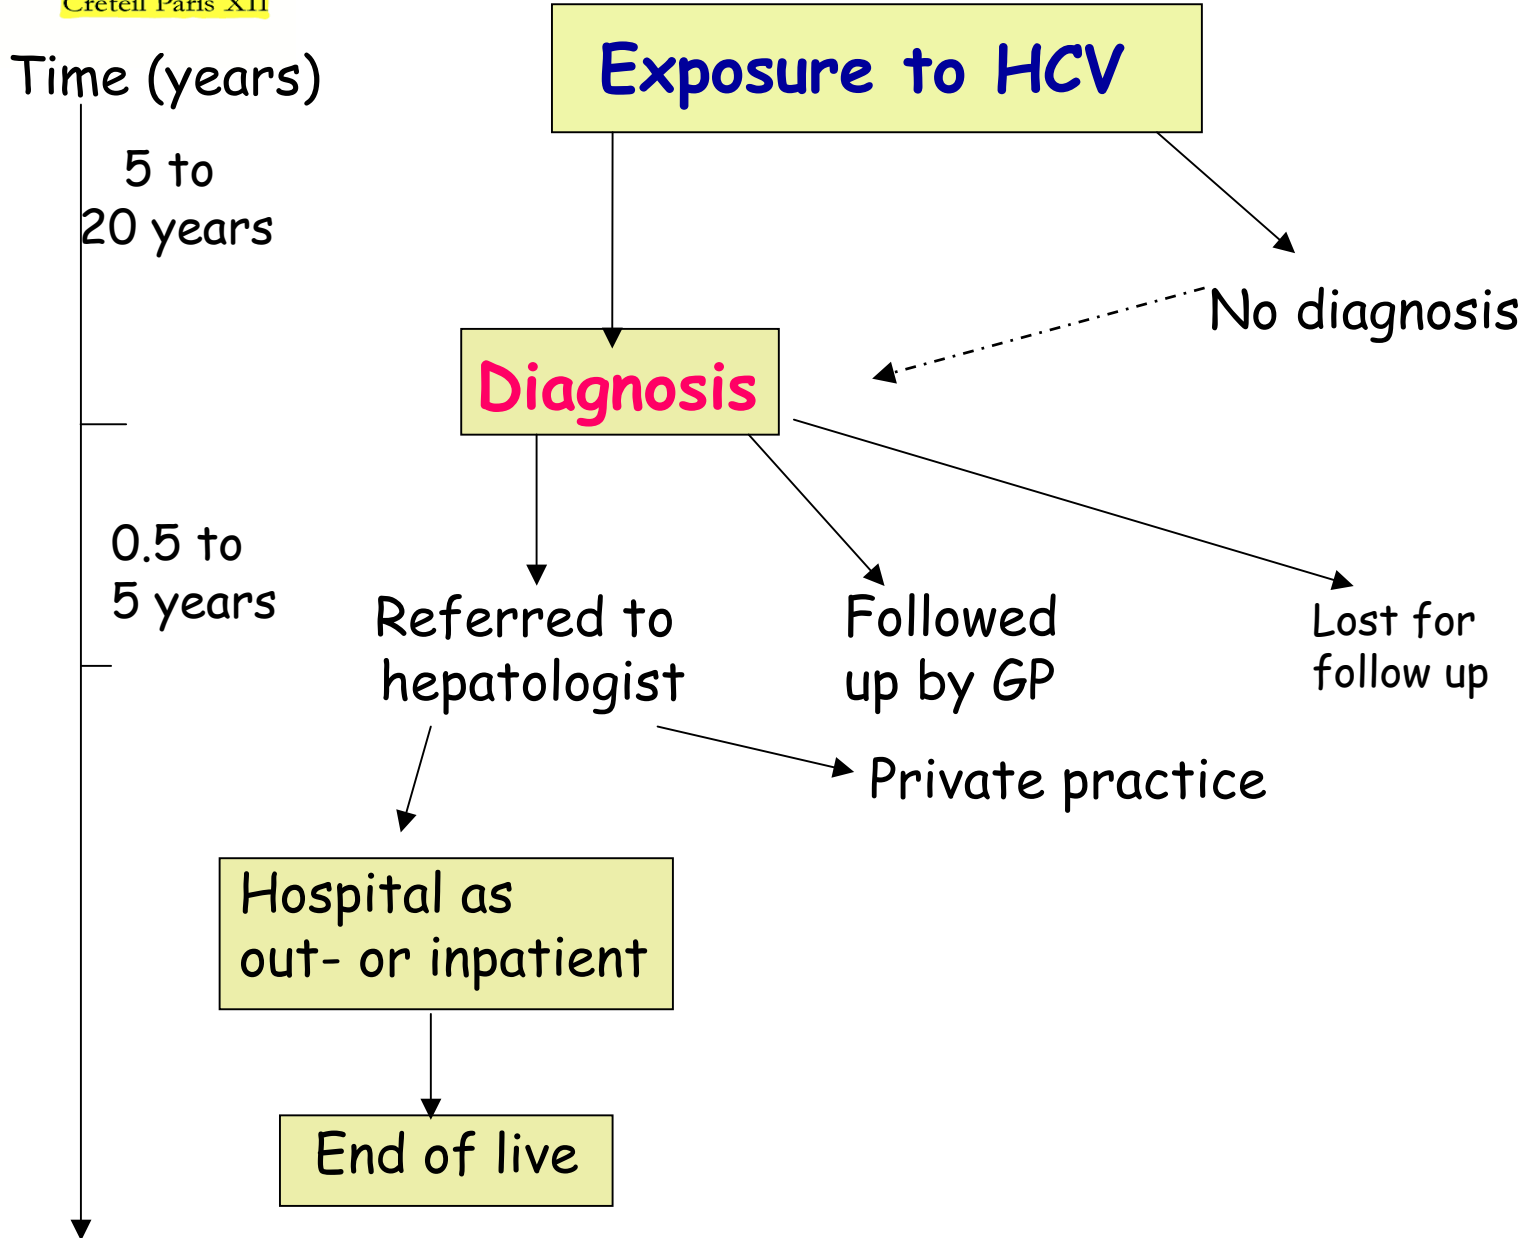 Créteil Paris XII
Exposure to HCV
Time (years)
5 to
20 years
No diagnosis
Diagnosis
0.5 to
5 years
Referred to
hepatologist
Followed
up by GP
Lost for
follow up
Private practice
Hospital as
out- or inpatient
End of live